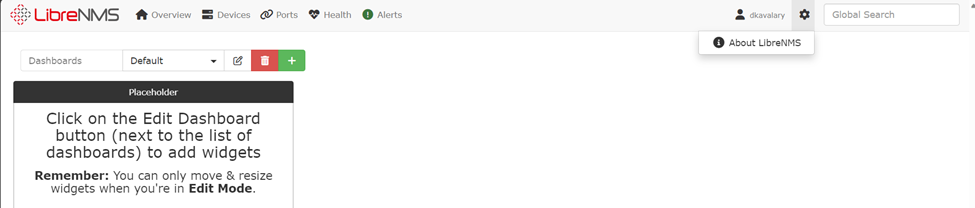 LibreNMS Overview Devices Ports Health Alerts dkavalary Global Search
About LibreNMS
Dashboards Default
Placeholder
Click on the Edit Dashboard
button (next to the list of
dashboards) to add widgets
Remember: You can only move & resize
widgets when you're in Edit Mode.